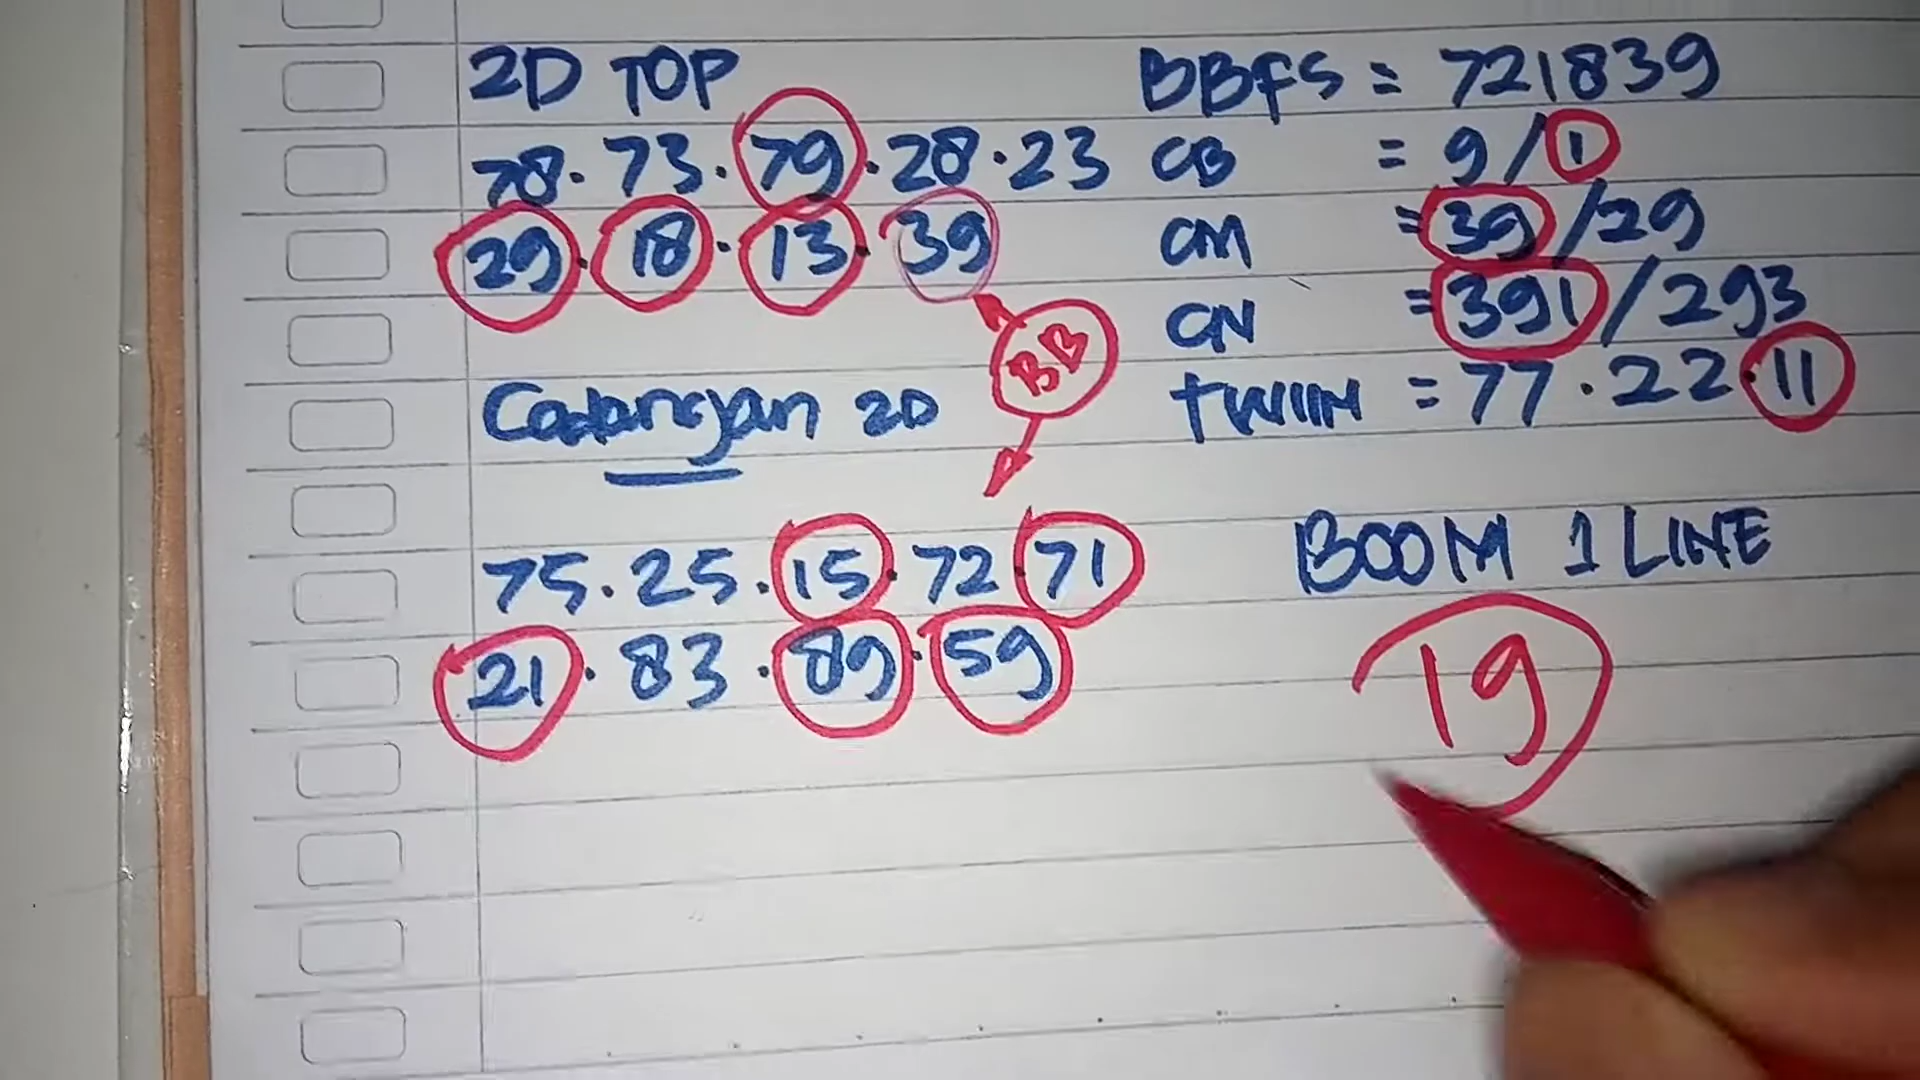 2D TOP
78.73.79.28.23
29.18.13.39
BB
Cadangan 2D
75.25.15.72.71
21.83.89.59
BBFS = 721839
CB = 9/1
CM = 39/29
CN = 391/293
TWIIN = 77.22.11
BOOM 1 LINE
19